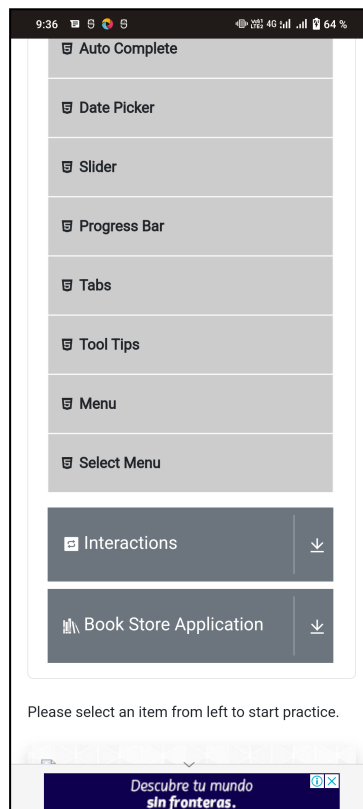 9:36 4G 64 %
Auto Complete
Date Picker
Slider
Progress Bar
Tabs
Tool Tips
Menu
Select Menu
Interactions
Book Store Application
Please select an item from left to start practice.
Descubre tu mundo
sin fronteras.